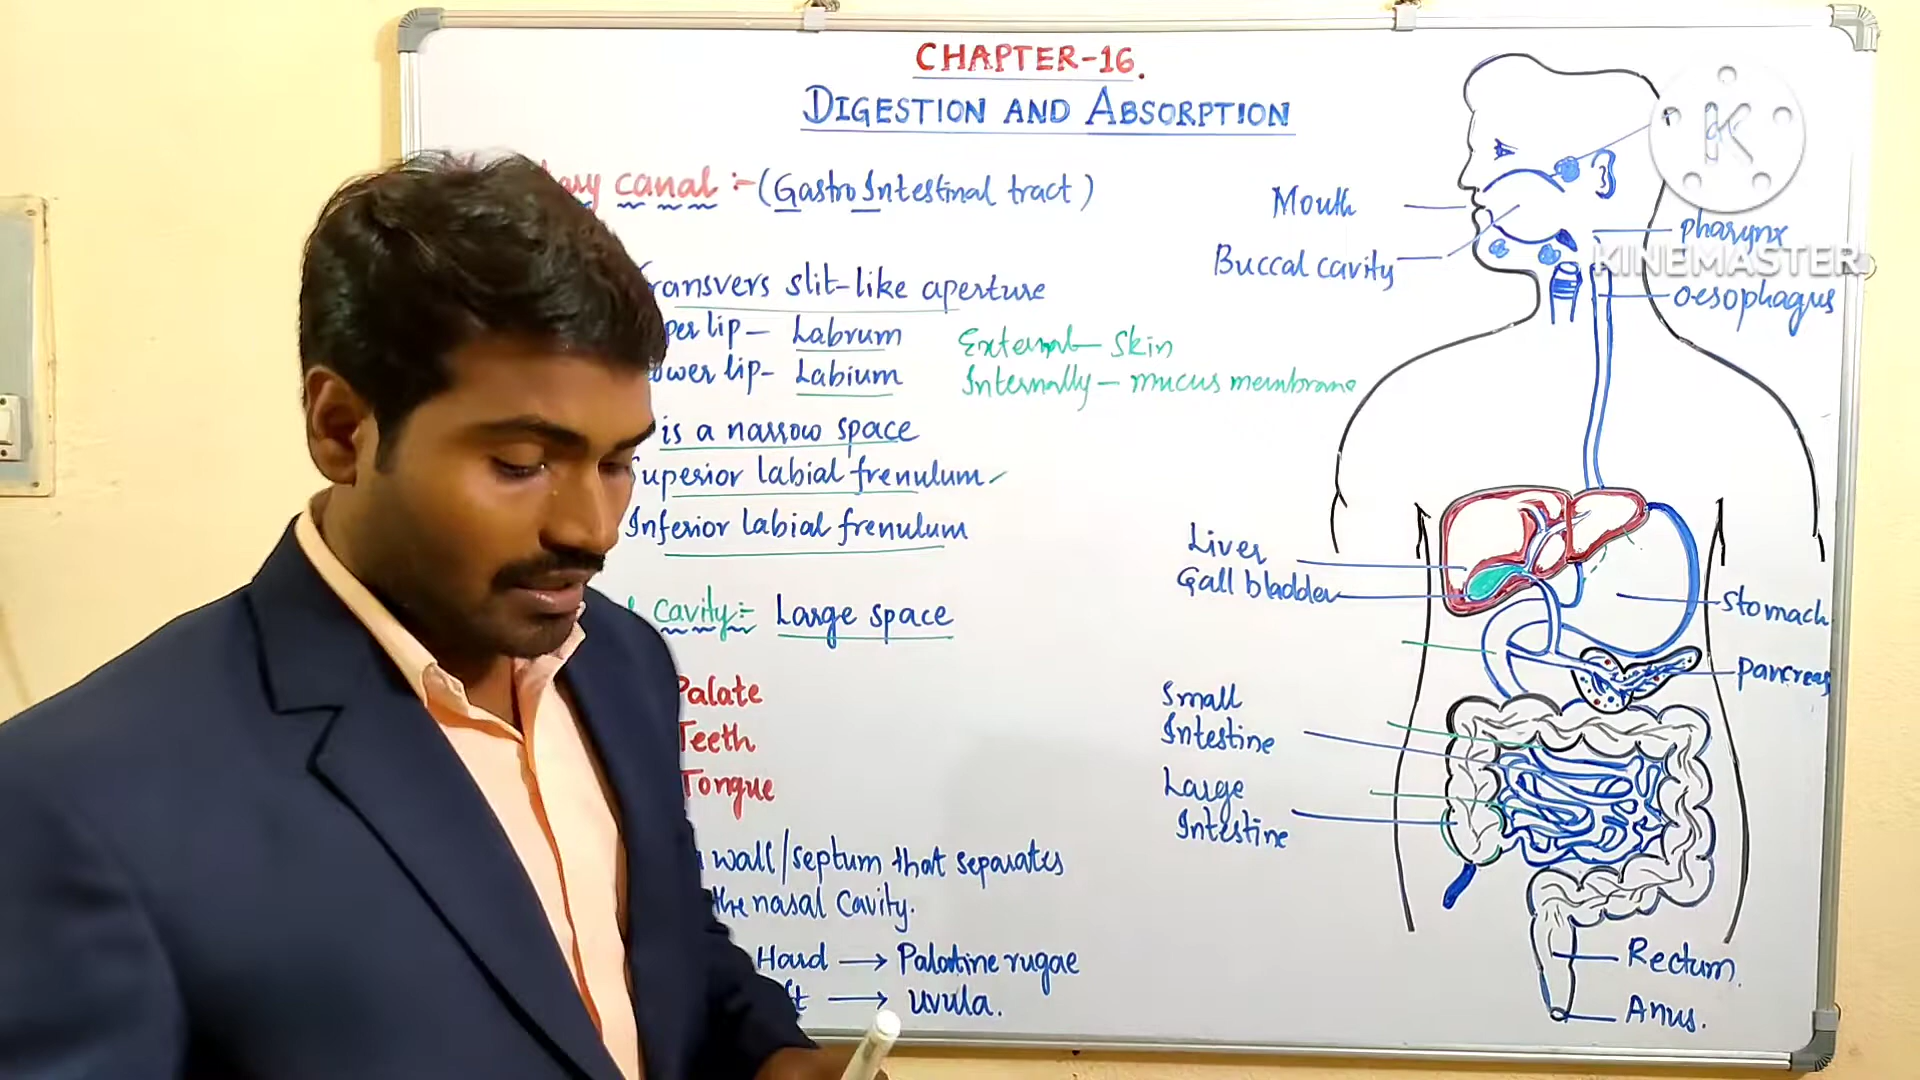 CHAPTER-16.
DIGESTION AND ABSORPTION
canal :- (Gastro Intestinal tract)
ransvers slit-like aperture
per lip- Labrum
ower lip- Labium
External- Skin
Internally- mucus membrane
is a narrow space
Superior labial frenulum
Inferior labial frenulum
cavity:- Large space
Palate
Teeth
Tongue
wall/septum that separates
the nasal Cavity.
Hard → Palatine rugae
ft → Uvula.
Mouth
Buccal cavity
pharynx
oesophagus
Liver
Gall bladder
Stomach
pancreas
Small
Intestine
Large
Intestine
Rectum.
Anus.
K
KINEMASTER